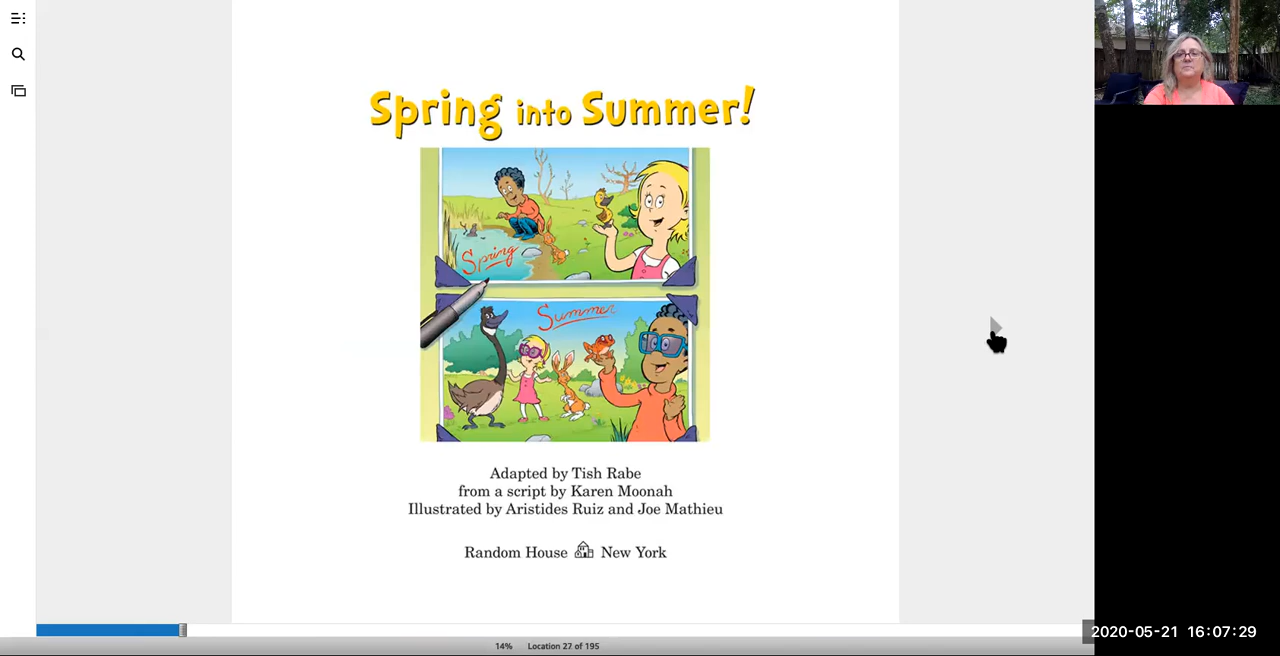 Spring into Summer!
Spring
Summer
Adapted by Tish Rabe
from a script by Karen Moonah
Illustrated by Aristides Ruiz and Joe Mathieu
Random House New York
14% Location 27 of 195
2020-05-21 16:07:29